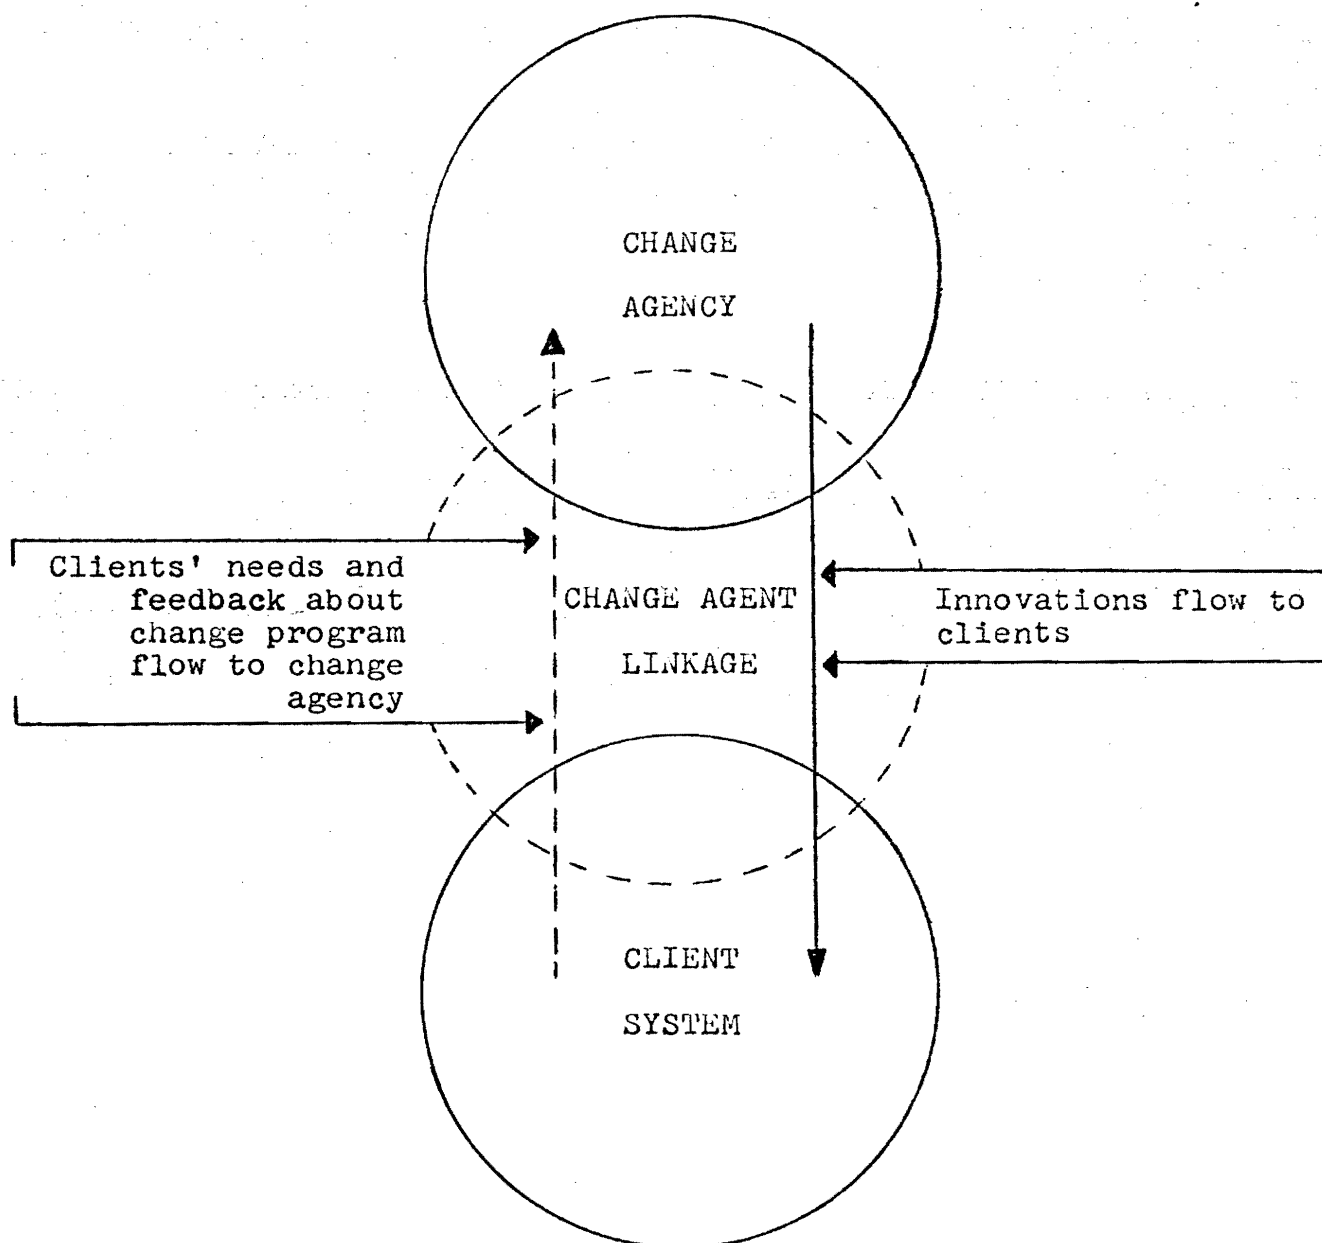 CHANGE
AGENCY
Clients' needs and
feedback about
change program
flow to change
agency
CHANGE AGENT
LINKAGE
Innovations flow to
clients
CLIENT
SYSTEM